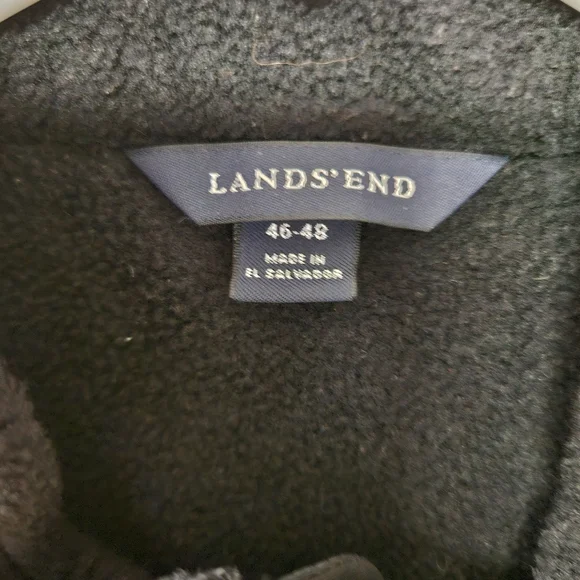 LANDS' END
46-48
MADE IN
EL SALVADOR